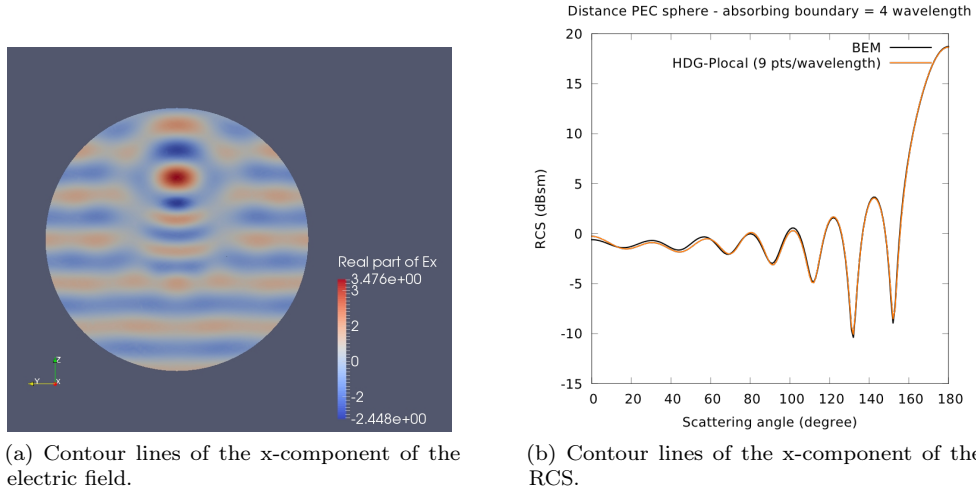 Real part of Ex
3.476e+00
3
2
0
-2
-2.448e+00
Z
Y
X
(a) Contour lines of the x-component of the
electric field.
Distance PEC sphere - absorbing boundary = 4 wavelength
BEM
HDG-Plocal (9 pts/wavelength)
RCS (dBsm)
20
15
10
5
0
-5
-10
-15
0 20 40 60 80 100 120 140 160 180
Scattering angle (degree)
(b) Contour lines of the x-component of the
RCS.